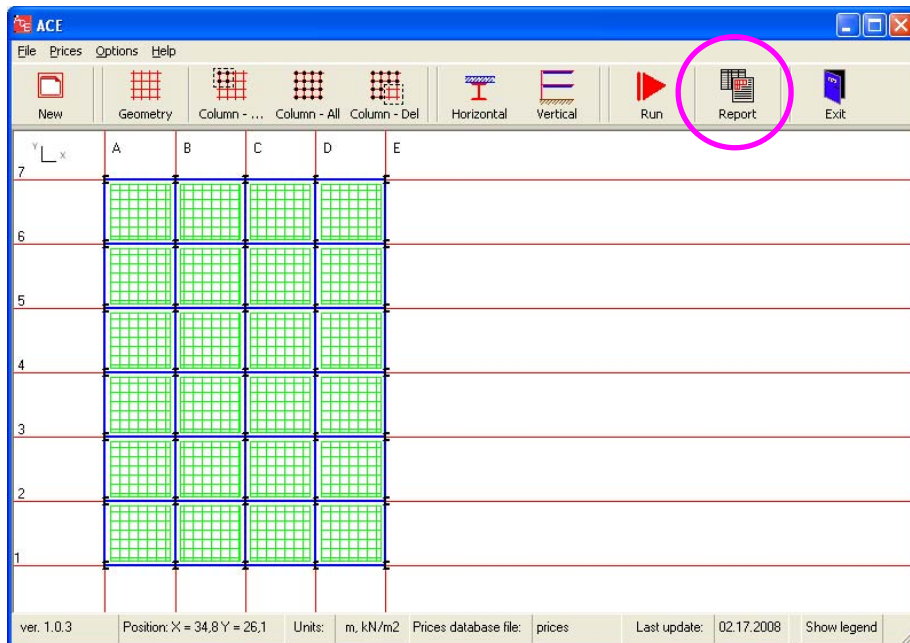 ACE
File Prices Options Help
New Geometry Column - ... Column - All Column - Del Horizontal Vertical Run Report Exit
Y X A B C D E
7
6
5
4
3
2
1
ver. 1.0.3 Position: X = 34,8 Y = 26,1 Units: m, kN/m2 Prices database file: prices Last update: 02.17.2008 Show legend